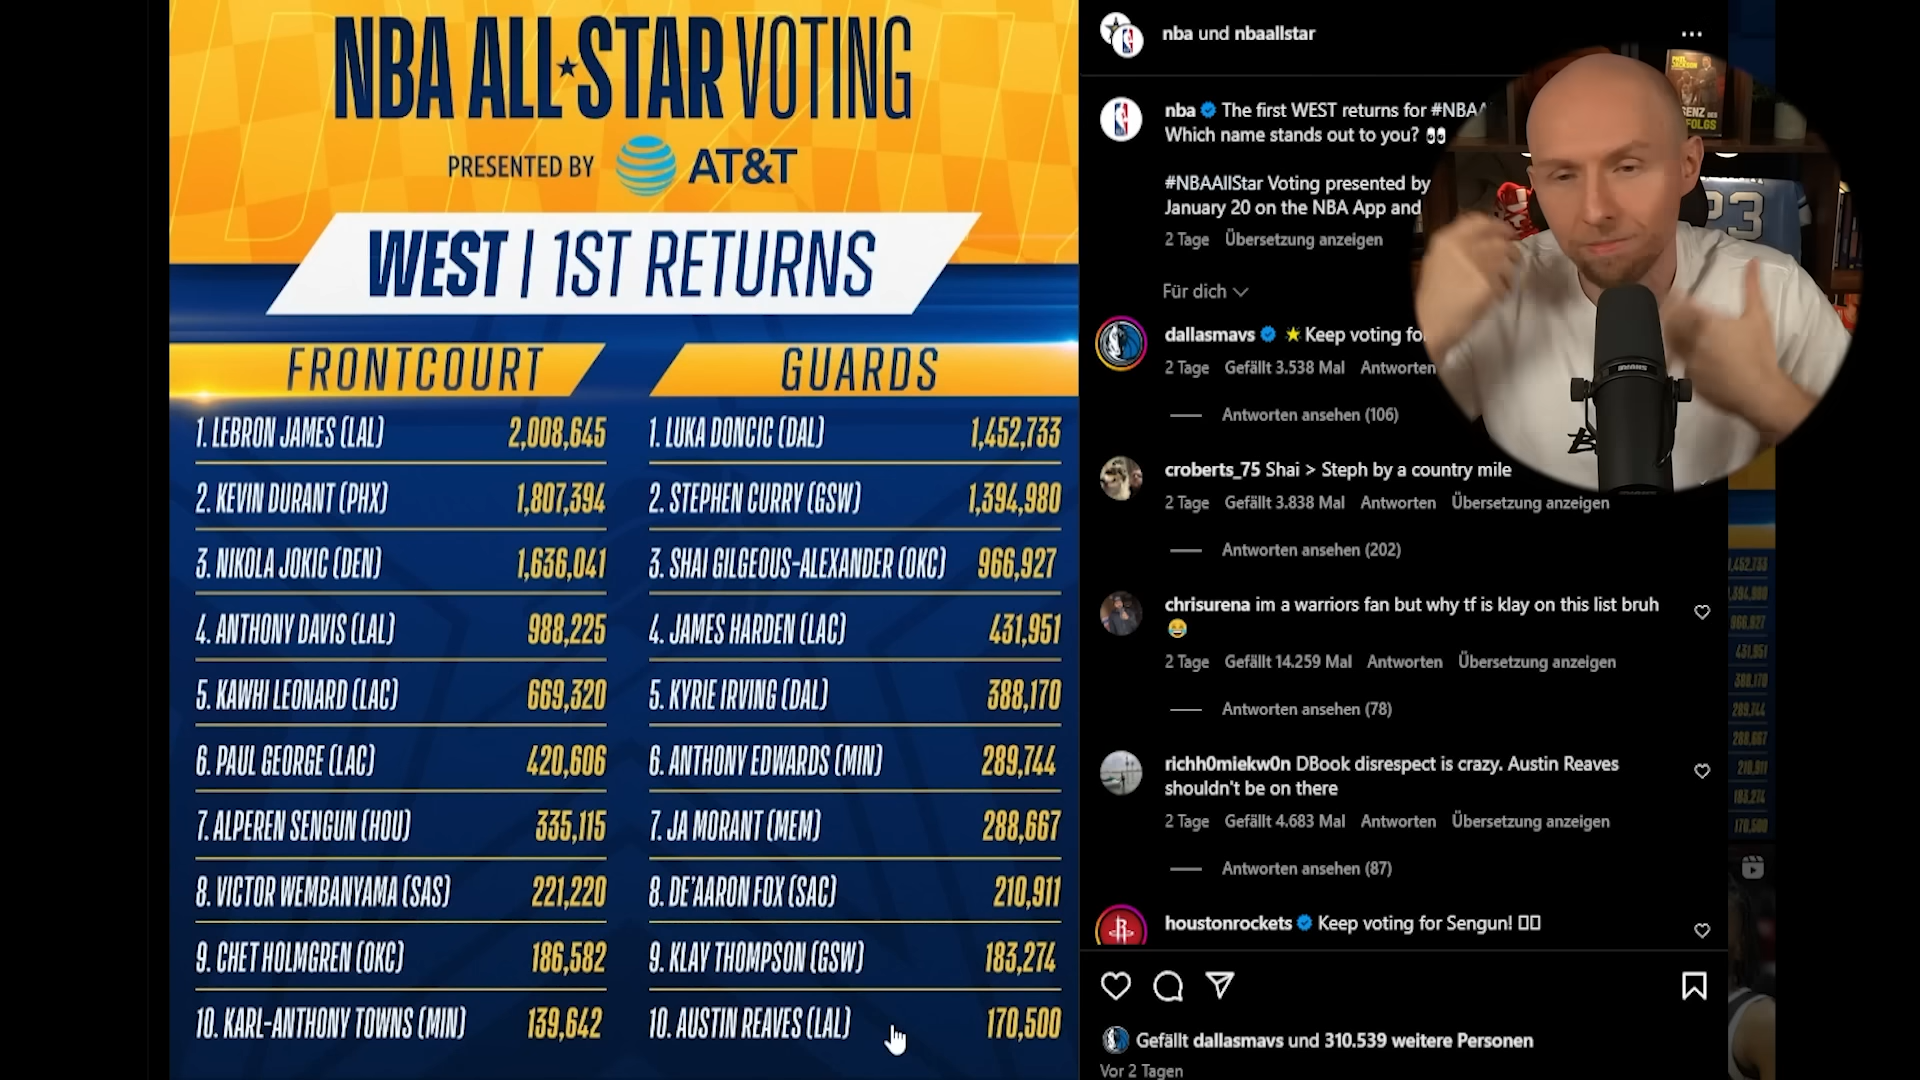 NBA ALL★STAR VOTING
PRESENTED BY AT&T
WEST | 1ST RETURNS
FRONTCOURT
1. LEBRON JAMES (LAL) 2,008,645
2. KEVIN DURANT (PHX) 1,807,394
3. NIKOLA JOKIC (DEN) 1,636,041
4. ANTHONY DAVIS (LAL) 988,225
5. KAWHI LEONARD (LAC) 669,320
6. PAUL GEORGE (LAC) 420,606
7. ALPEREN SENGUN (HOU) 335,115
8. VICTOR WEMBANYAMA (SAS) 221,220
9. CHET HOLMGREN (OKC) 186,582
10. KARL-ANTHONY TOWNS (MIN) 139,642
GUARDS
1. LUKA DONCIC (DAL) 1,452,733
2. STEPHEN CURRY (GSW) 1,394,980
3. SHAI GILGEOUS-ALEXANDER (OKC) 966,927
4. JAMES HARDEN (LAC) 431,951
5. KYRIE IRVING (DAL) 388,170
6. ANTHONY EDWARDS (MIN) 289,744
7. JA MORANT (MEM) 288,667
8. DE'AARON FOX (SAC) 210,911
9. KLAY THOMPSON (GSW) 183,274
10. AUSTIN REAVES (LAL) 170,500
nba und nbaallstar
nba The first WEST returns for #NBAA
Which name stands out to you? 👀
#NBAAllStar Voting presented by
January 20 on the NBA App and
2 Tage Übersetzung anzeigen
Für dich
dallasmavs ⭐ Keep voting fo
2 Tage Gefällt 3.538 Mal Antworten
Antworten ansehen (106)
croberts_75 Shai > Steph by a country mile
2 Tage Gefällt 3.838 Mal Antworten Übersetzung anzeigen
Antworten ansehen (202)
chrisurena im a warriors fan but why tf is klay on this list bruh
😂
2 Tage Gefällt 14.259 Mal Antworten Übersetzung anzeigen
Antworten ansehen (78)
richh0miekw0n DBook disrespect is crazy. Austin Reaves
shouldn't be on there
2 Tage Gefällt 4.683 Mal Antworten Übersetzung anzeigen
Antworten ansehen (87)
houstonrockets Keep voting for Sengun! 
Gefällt dallasmavs und 310.539 weitere Personen
Vor 2 Tagen
23